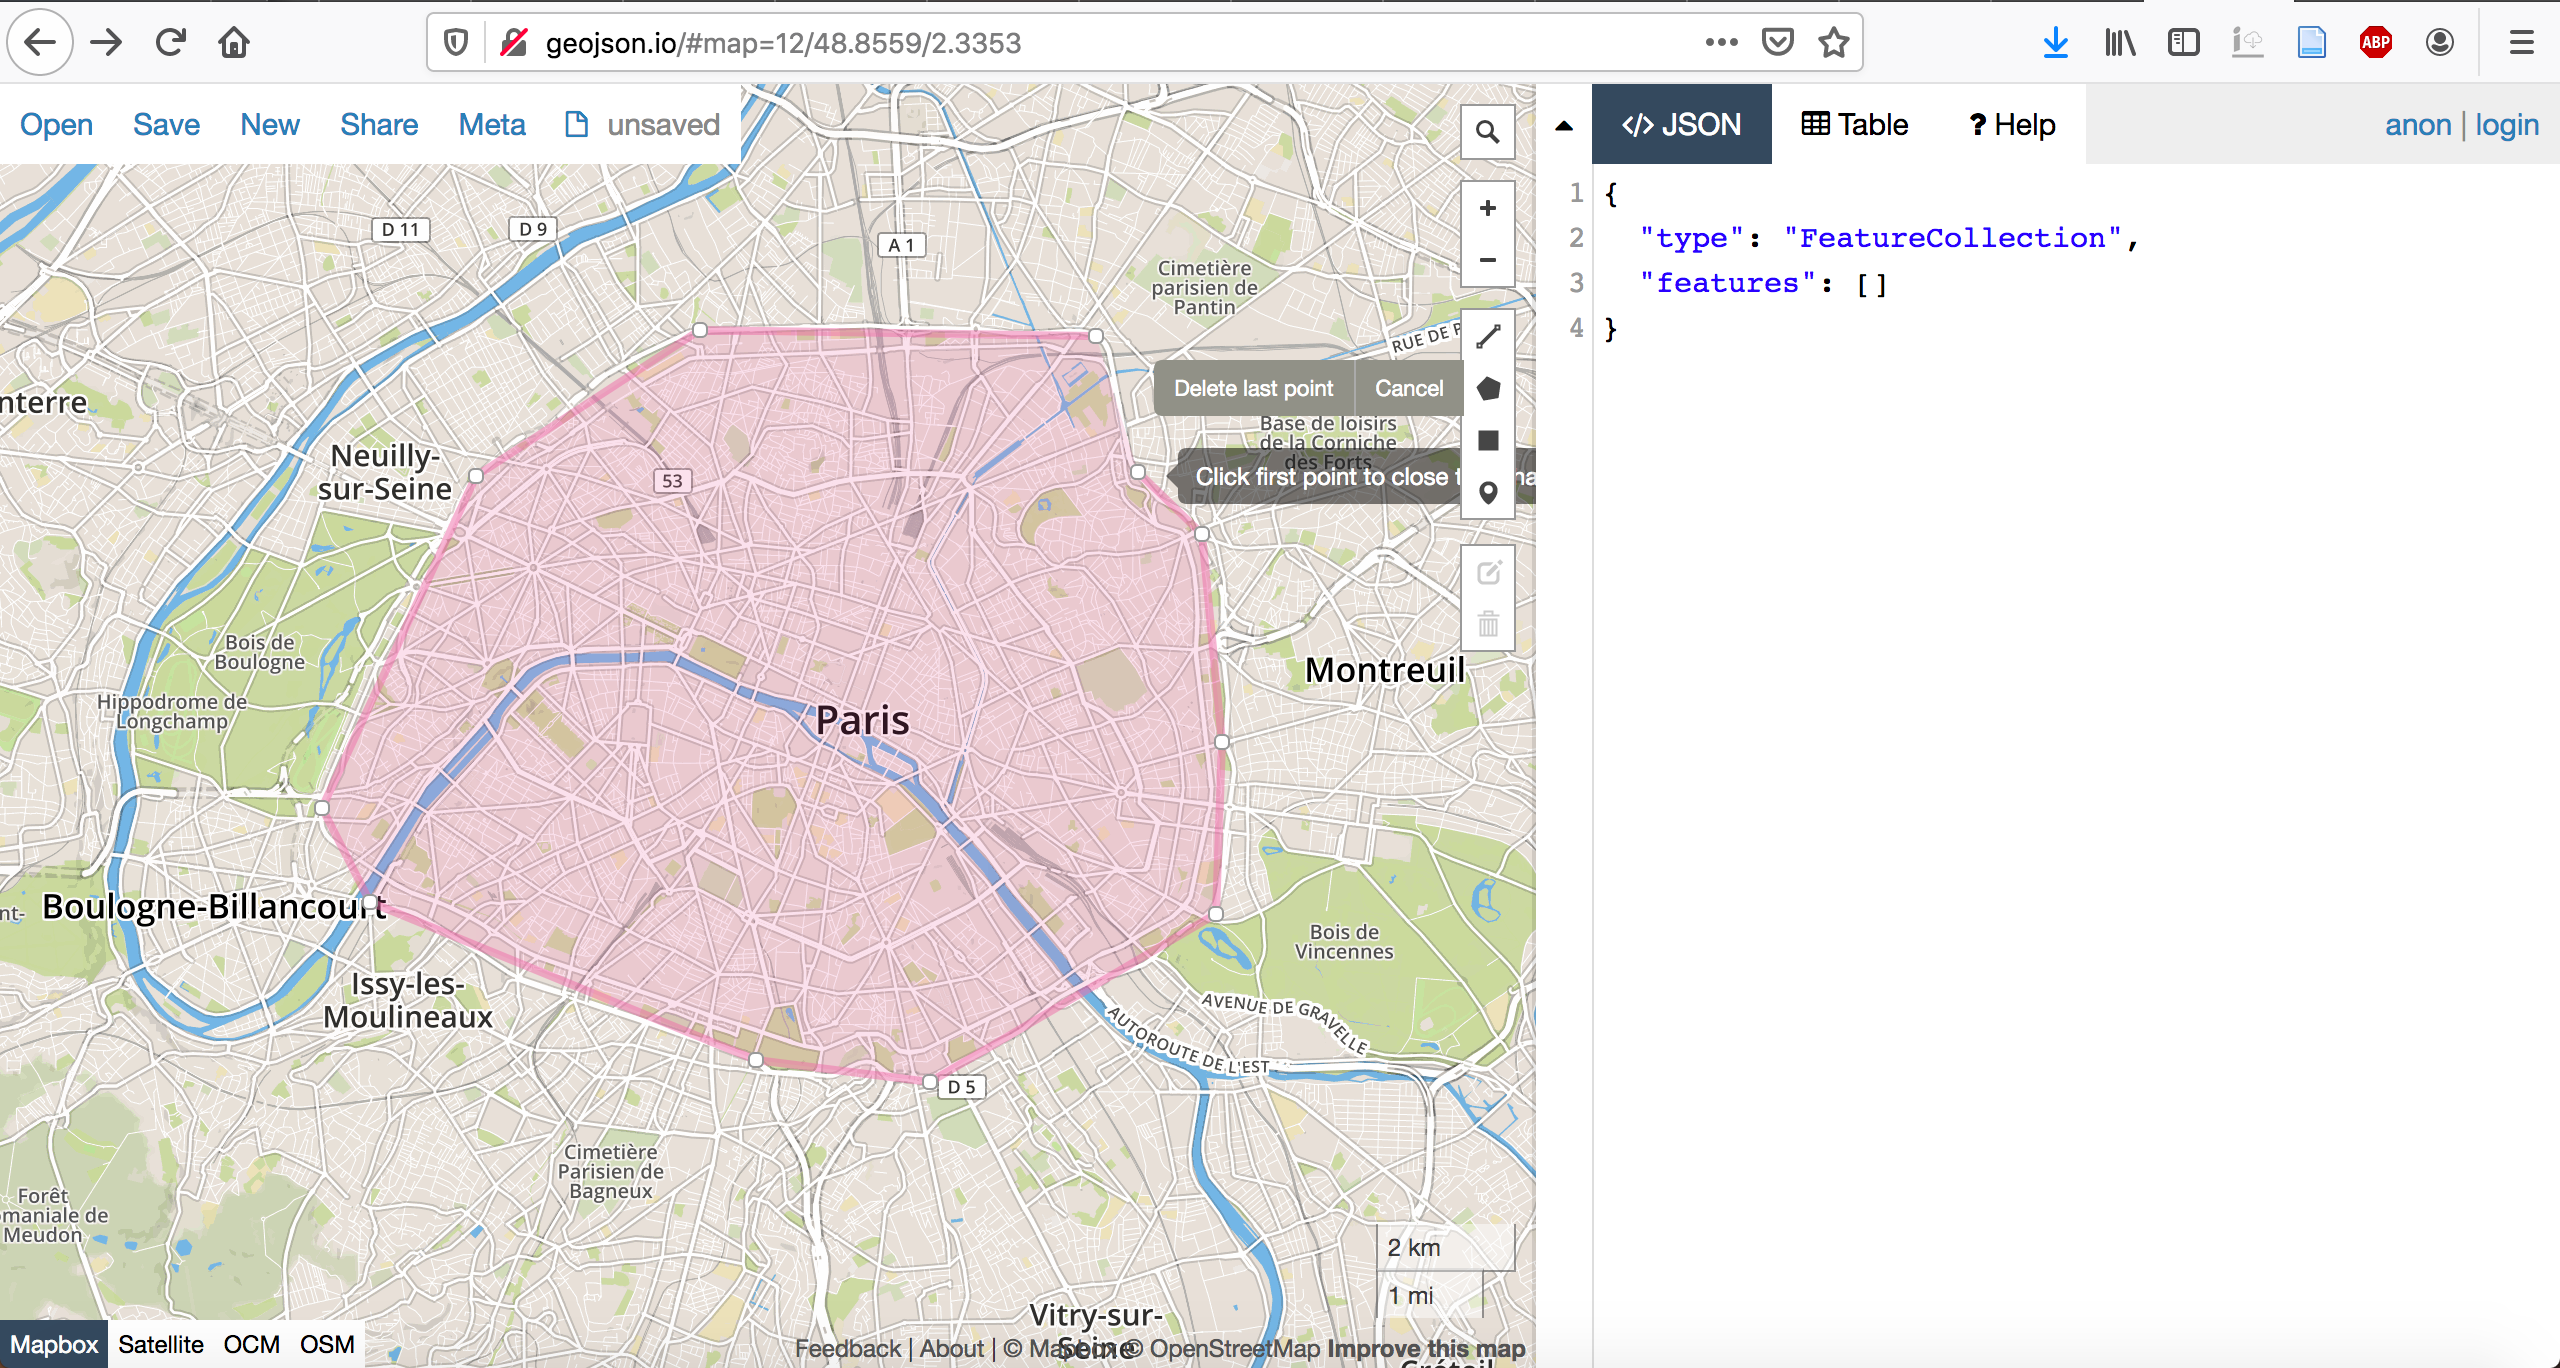 geojson.io/#map=12/48.8559/2.3353
ABP
Open Save New Share Meta unsaved
</> JSON Table ? Help
anon | login
1 {
2 "type": "FeatureCollection",
3 "features": []
4 }
D 11
D 9
A 1
Cimetière
parisien de
Pantin
RUE DE P
nterre
Delete last point Cancel
Base de loisirs
de la Corniche
des Forts
Click first point to close
Neuilly-
sur-Seine
53
Bois de
Boulogne
Montreuil
Hippodrome de
Longchamp
Paris
Boulogne-Billancourt
nt-
Bois de
Vincennes
Issy-les-
Moulineaux
AVENUE DE GRAVELLE
AUTOROUTE DE L'EST
D 5
Cimetière
Parisien de
Bagneux
Forêt
maniale de
Meudon
2 km
1 mi
Vitry-sur-
Seine
Mapbox Satellite OCM OSM
Feedback | About | © Mapbox © OpenStreetMap Improve this map